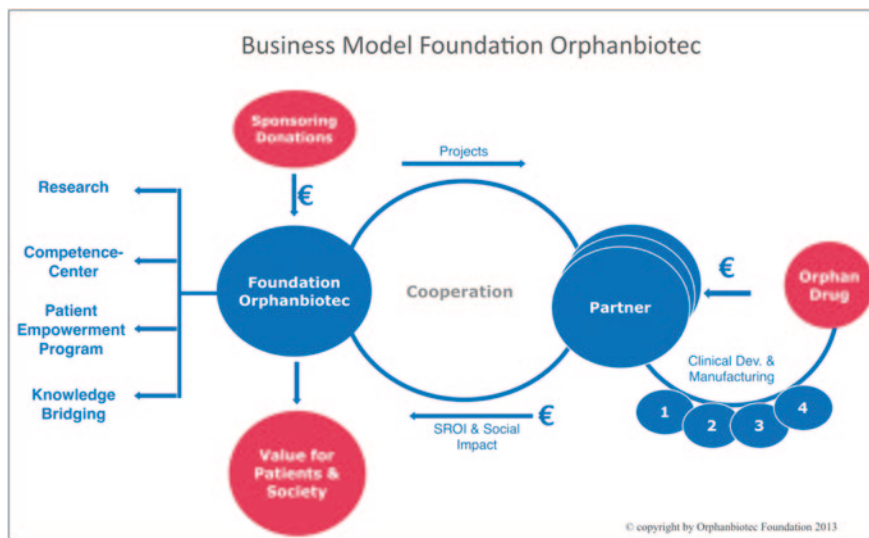 Business Model Foundation Orphanbiotec
Sponsoring
Donations
€
Projects
Research
Competence-
Center
Patient
Empowerment
Program
Knowledge
Bridging
Foundation
Orphanbiotec
Cooperation
Partner
€
Orphan
Drug
Clinical Dev. &
Manufacturing
1
2
3
4
€
SROI & Social
Impact
Value for
Patients &
Society
© copyright by Orphanbiotec Foundation 2013